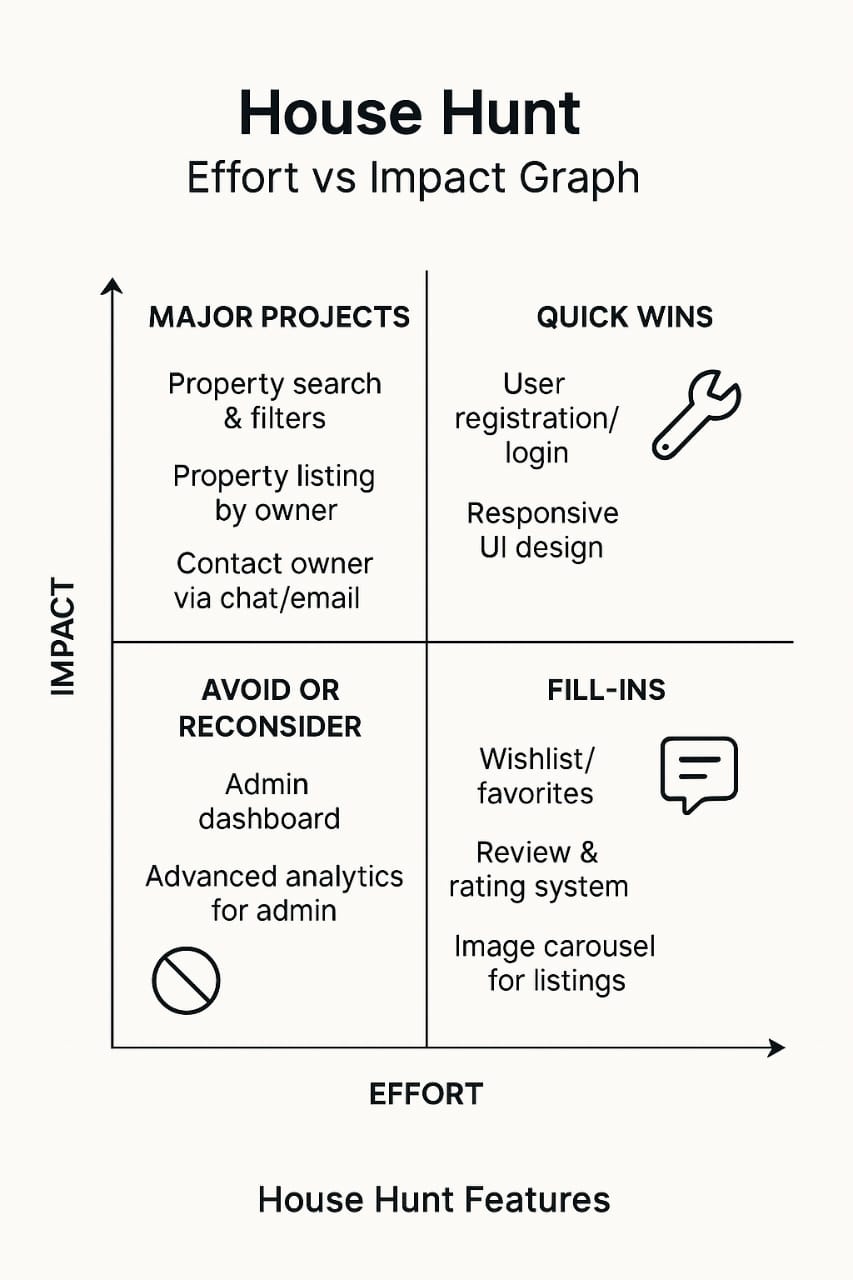 House Hunt
Effort vs Impact Graph
IMPACT
MAJOR PROJECTS
Property search
& filters
Property listing
by owner
Contact owner
via chat/email
QUICK WINS
User
registration/
login
Responsive
UI design
AVOID OR
RECONSIDER
Admin
dashboard
Advanced analytics
for admin
FILL-INS
Wishlist/
favorites
Review &
rating system
Image carousel
for listings
EFFORT
House Hunt Features